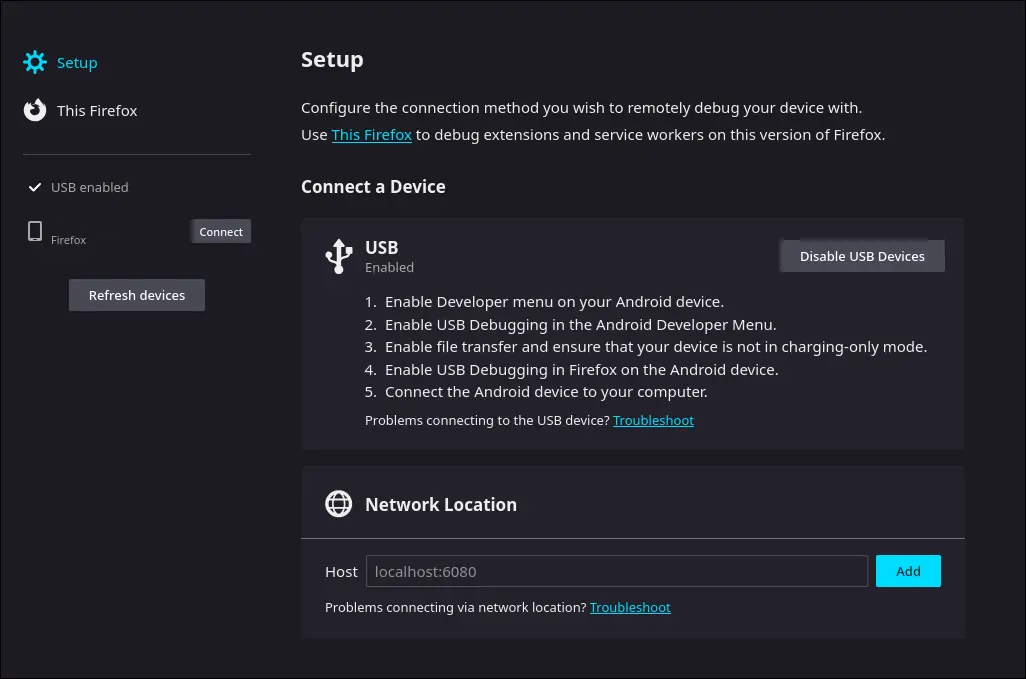 Setup
This Firefox
USB enabled
Firefox
Connect
Refresh devices
Setup
Configure the connection method you wish to remotely debug your device with.
Use This Firefox to debug extensions and service workers on this version of Firefox.
Connect a Device
USB
Enabled
Disable USB Devices
1. Enable Developer menu on your Android device.
2. Enable USB Debugging in the Android Developer Menu.
3. Enable file transfer and ensure that your device is not in charging-only mode.
4. Enable USB Debugging in Firefox on the Android device.
5. Connect the Android device to your computer.
Problems connecting to the USB device? Troubleshoot
Network Location
Host localhost:6080 Add
Problems connecting via network location? Troubleshoot